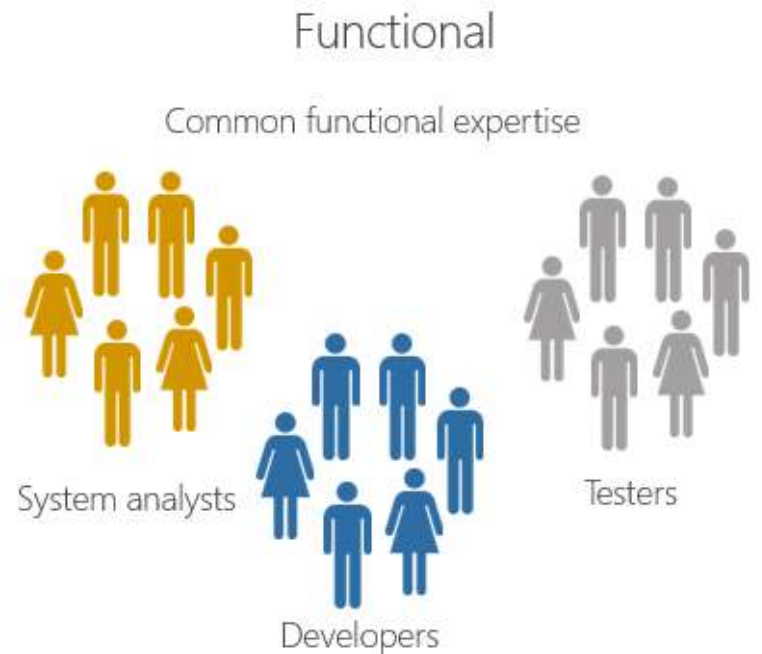 Functional
Common functional expertise
System analysts
Developers
Testers